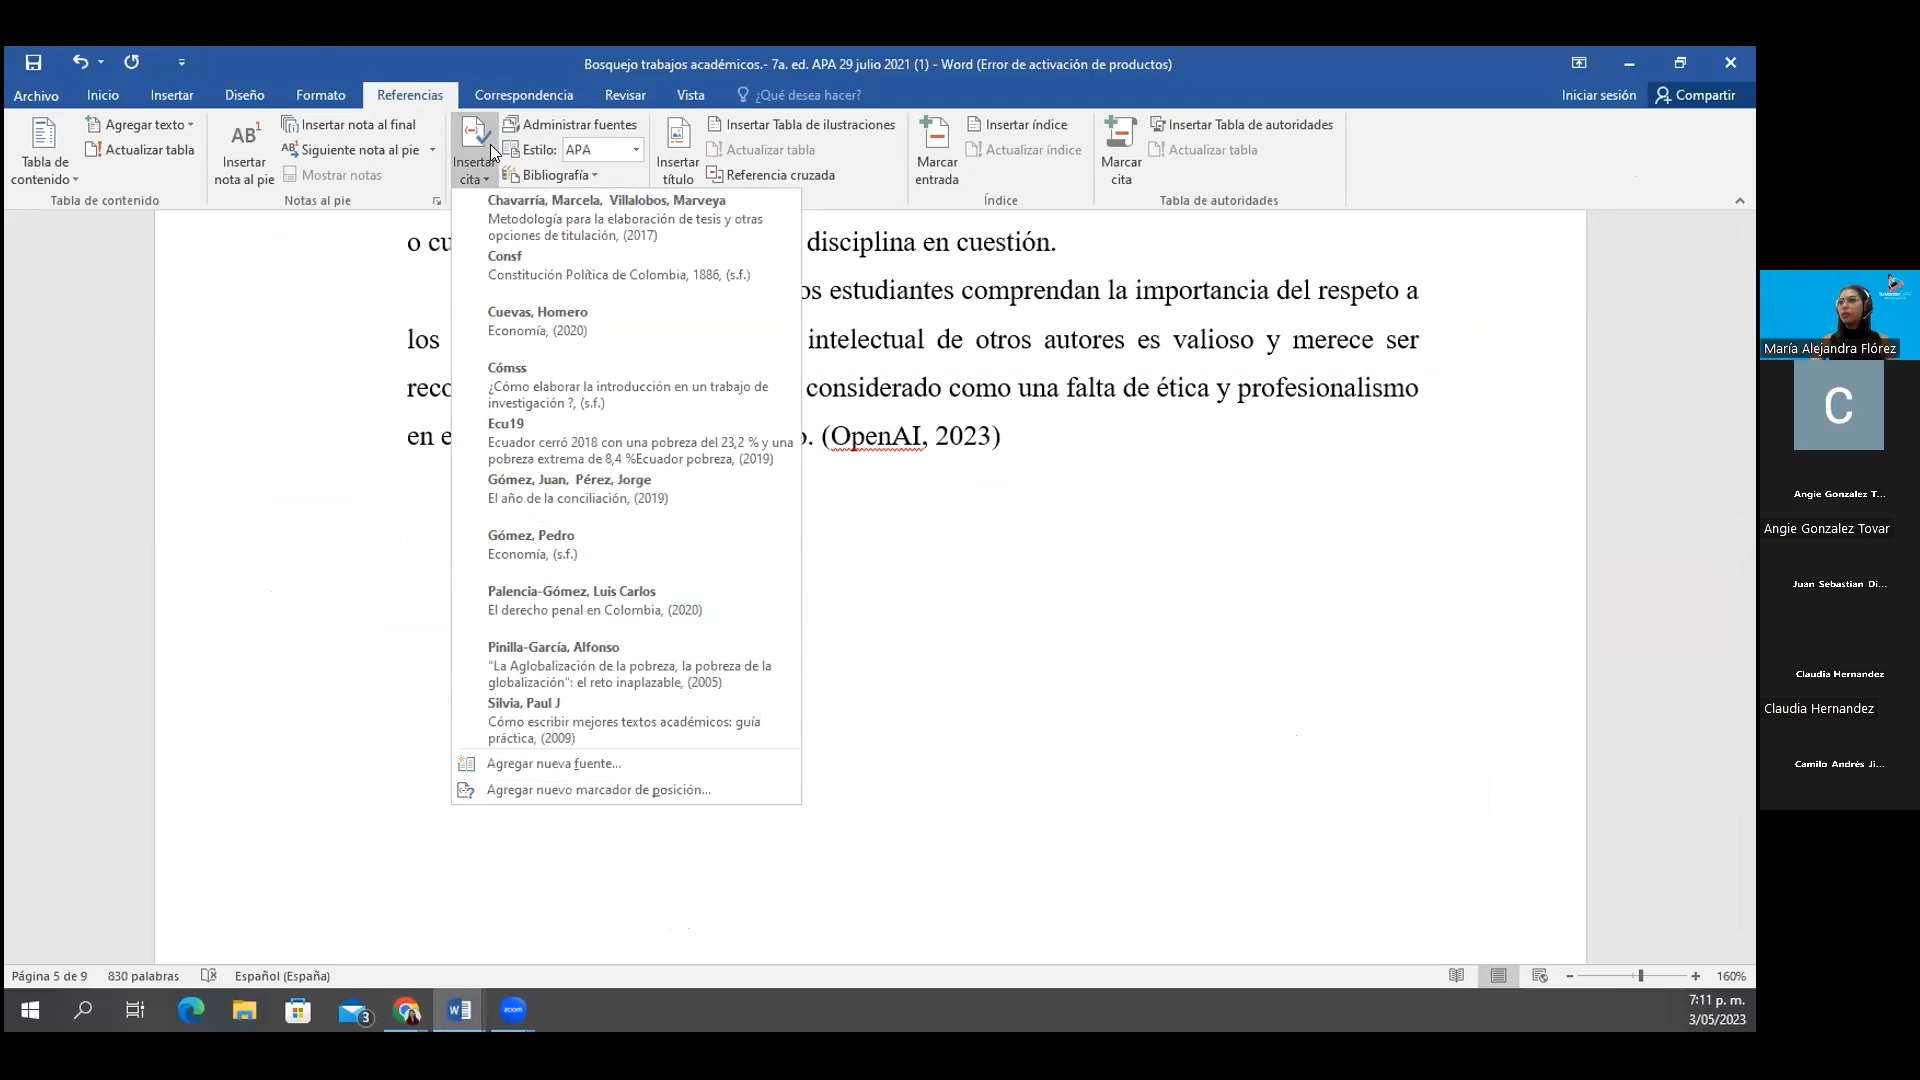 Bosquejo trabajos académicos.- 7a. ed. APA 29 julio 2021 (1) - Word (Error de activación de productos)
Archivo Inicio Insertar Diseño Formato Referencias Correspondencia Revisar Vista ¿Qué desea hacer? Iniciar sesión Compartir
Tabla de contenido
Agregar texto
Actualizar tabla
Tabla de contenido
AB1
Insertar nota al pie
Insertar nota al final
Siguiente nota al pie
Mostrar notas
Notas al pie
Insertar cita
Administrar fuentes
Estilo: APA
Bibliografía
Insertar título
Insertar Tabla de ilustraciones
Actualizar tabla
Referencia cruzada
Marcar entrada
Insertar índice
Actualizar índice
Índice
Marcar cita
Insertar Tabla de autoridades
Actualizar tabla
Tabla de autoridades
Chavarría, Marcela, Villalobos, Marveya
Metodología para la elaboración de tesis y otras
opciones de titulación, (2017)
Consf
Constitución Política de Colombia, 1886, (s.f.)
Cuevas, Homero
Economía, (2020)
Cómss
¿Cómo elaborar la introducción en un trabajo de
investigación ?, (s.f.)
Ecu19
Ecuador cerró 2018 con una pobreza del 23,2 % y una
pobreza extrema de 8,4 %Ecuador pobreza, (2019)
Gómez, Juan, Pérez, Jorge
El año de la conciliación, (2019)
Gómez, Pedro
Economía, (s.f.)
Palencia-Gómez, Luis Carlos
El derecho penal en Colombia, (2020)
Pinilla-García, Alfonso
"La Aglobalización de la pobreza, la pobreza de la
globalización": el reto inaplazable, (2005)
Silvia, Paul J
Cómo escribir mejores textos académicos: guía
práctica, (2009)
Agregar nueva fuente...
Agregar nuevo marcador de posición...
o cu disciplina en cuestión.
os estudiantes comprendan la importancia del respeto a
los intelectual de otros autores es valioso y merece ser
reco considerado como una falta de ética y profesionalismo
en e o. (OpenAI, 2023)
María Alejandra Flórez
C
Angie Gonzalez T...
Angie Gonzalez Tovar
Juan Sebastian Di...
Claudia Hernandez
Claudia Hernandez
Camilo Andrés Ji...
Página 5 de 9 830 palabras Español (España) 160%
3
zoom
7:11 p. m.
3/05/2023